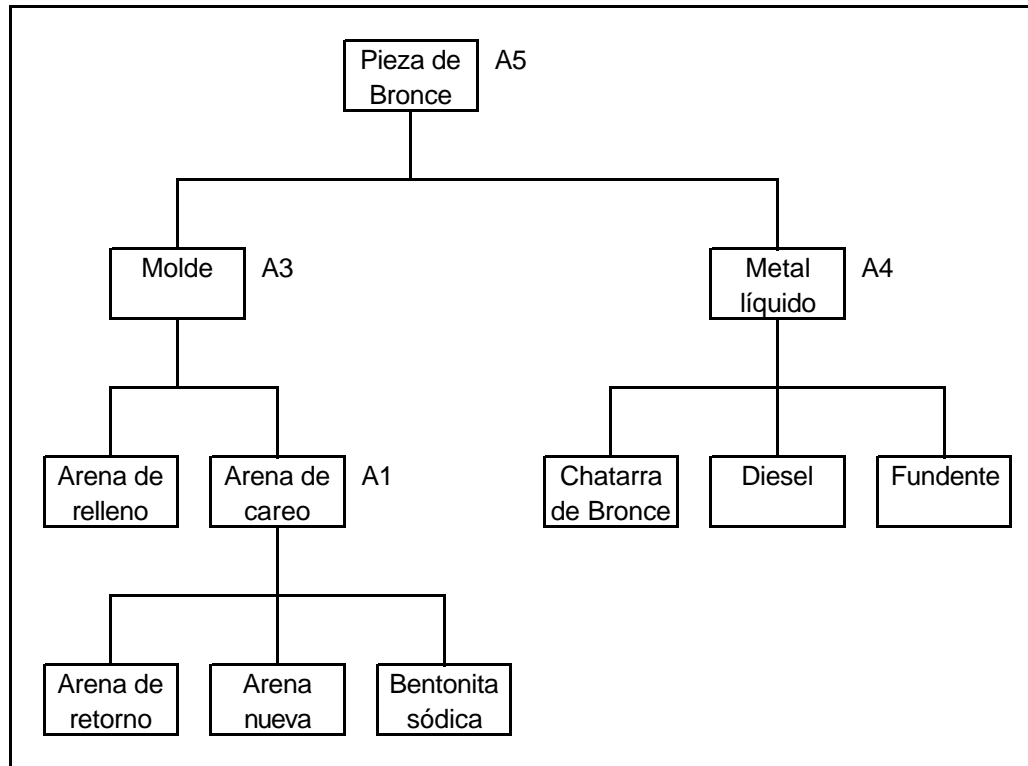 Pieza de
Bronce
A5
Molde
A3
Metal
líquido
A4
Arena de
relleno
Arena de
careo
A1
Chatarra
de Bronce
Diesel
Fundente
Arena de
retorno
Arena
nueva
Bentonita
sódica